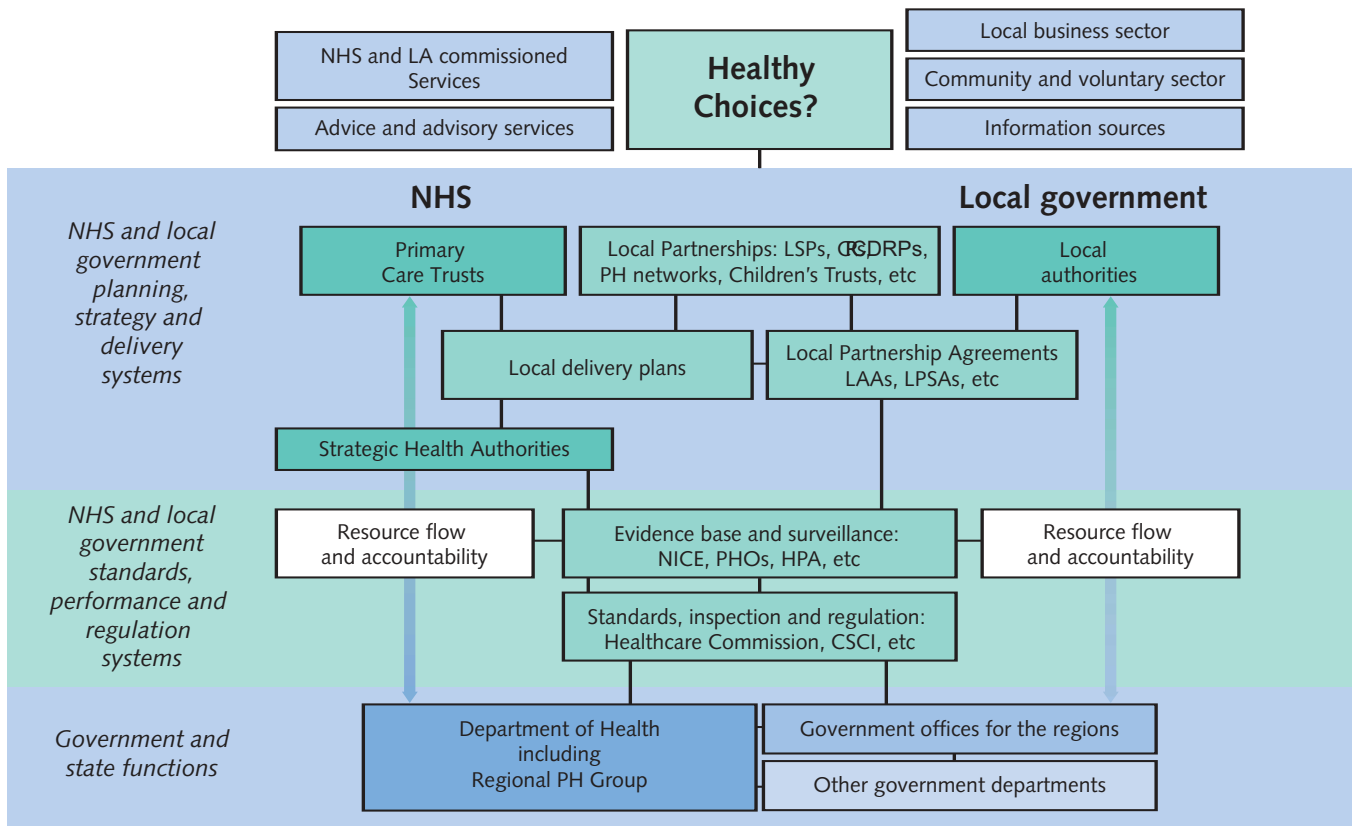 NHS and LA commissioned
Services
Advice and advisory services
Healthy
Choices?
Local business sector
Community and voluntary sector
Information sources
NHS
Local government
NHS and local
government
planning,
strategy and
delivery
systems
Primary
Care Trusts
Local Partnerships: LSPs,
PH networks, Children's Trusts, etc
Local
authorities
Local delivery plans
Local Partnership Agreements
LAAs, LPSAs, etc
Strategic Health Authorities
NHS and local
government
standards,
performance and
regulation
systems
Resource flow
and accountability
Evidence base and surveillance:
NICE, PHOs, HPA, etc
Resource flow
and accountability
Standards, inspection and regulation:
Healthcare Commission, CSCI, etc
Government and
state functions
Department of Health
including
Regional PH Group
Government offices for the regions
Other government departments